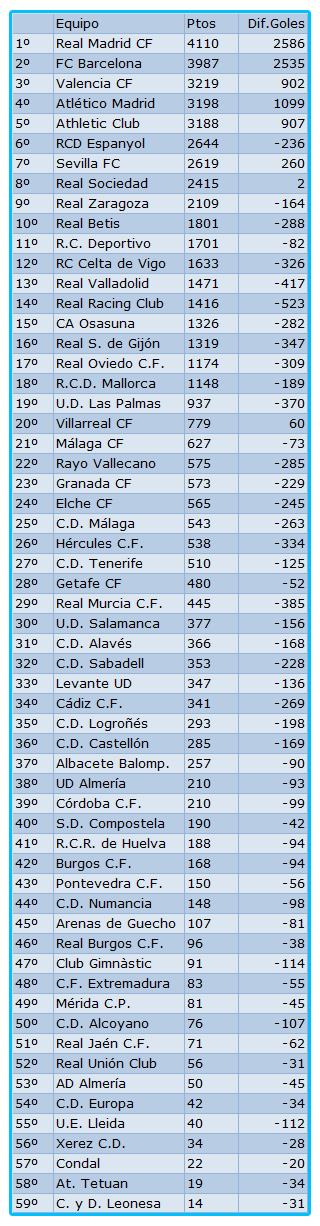 Equipo Ptos Dif.Goles
1º Real Madrid CF 4110 2586
2º FC Barcelona 3987 2535
3º Valencia CF 3219 902
4º Atlético Madrid 3198 1099
5º Athletic Club 3188 907
6º RCD Espanyol 2644 -236
7º Sevilla FC 2619 260
8º Real Sociedad 2415 2
9º Real Zaragoza 2109 -164
10º Real Betis 1801 -288
11º R.C. Deportivo 1701 -82
12º RC Celta de Vigo 1633 -326
13º Real Valladolid 1471 -417
14º Real Racing Club 1416 -523
15º CA Osasuna 1326 -282
16º Real S. de Gijón 1319 -347
17º Real Oviedo C.F. 1174 -309
18º R.C.D. Mallorca 1148 -189
19º U.D. Las Palmas 937 -370
20º Villarreal CF 779 60
21º Málaga CF 627 -73
22º Rayo Vallecano 575 -285
23º Granada CF 573 -229
24º Elche CF 565 -245
25º C.D. Málaga 543 -263
26º Hércules C.F. 538 -334
27º C.D. Tenerife 510 -125
28º Getafe CF 480 -52
29º Real Murcia C.F. 445 -385
30º U.D. Salamanca 377 -156
31º C.D. Alavés 366 -168
32º C.D. Sabadell 353 -228
33º Levante UD 347 -136
34º Cádiz C.F. 341 -269
35º C.D. Logroñés 293 -198
36º C.D. Castellón 285 -169
37º Albacete Balomp. 257 -90
38º UD Almería 210 -93
39º Córdoba C.F. 210 -99
40º S.D. Compostela 190 -42
41º R.C.R. de Huelva 188 -94
42º Burgos C.F. 168 -94
43º Pontevedra C.F. 150 -56
44º C.D. Numancia 148 -98
45º Arenas de Guecho 107 -81
46º Real Burgos C.F. 96 -38
47º Club Gimnàstic 91 -114
48º C.F. Extremadura 83 -55
49º Mérida C.P. 81 -45
50º C.D. Alcoyano 76 -107
51º Real Jaén C.F. 71 -62
52º Real Unión Club 56 -31
53º AD Almería 50 -45
54º C.D. Europa 42 -34
55º U.E. Lleida 40 -112
56º Xerez C.D. 34 -28
57º Condal 22 -20
58º At. Tetuan 19 -34
59º C. y D. Leonesa 14 -31